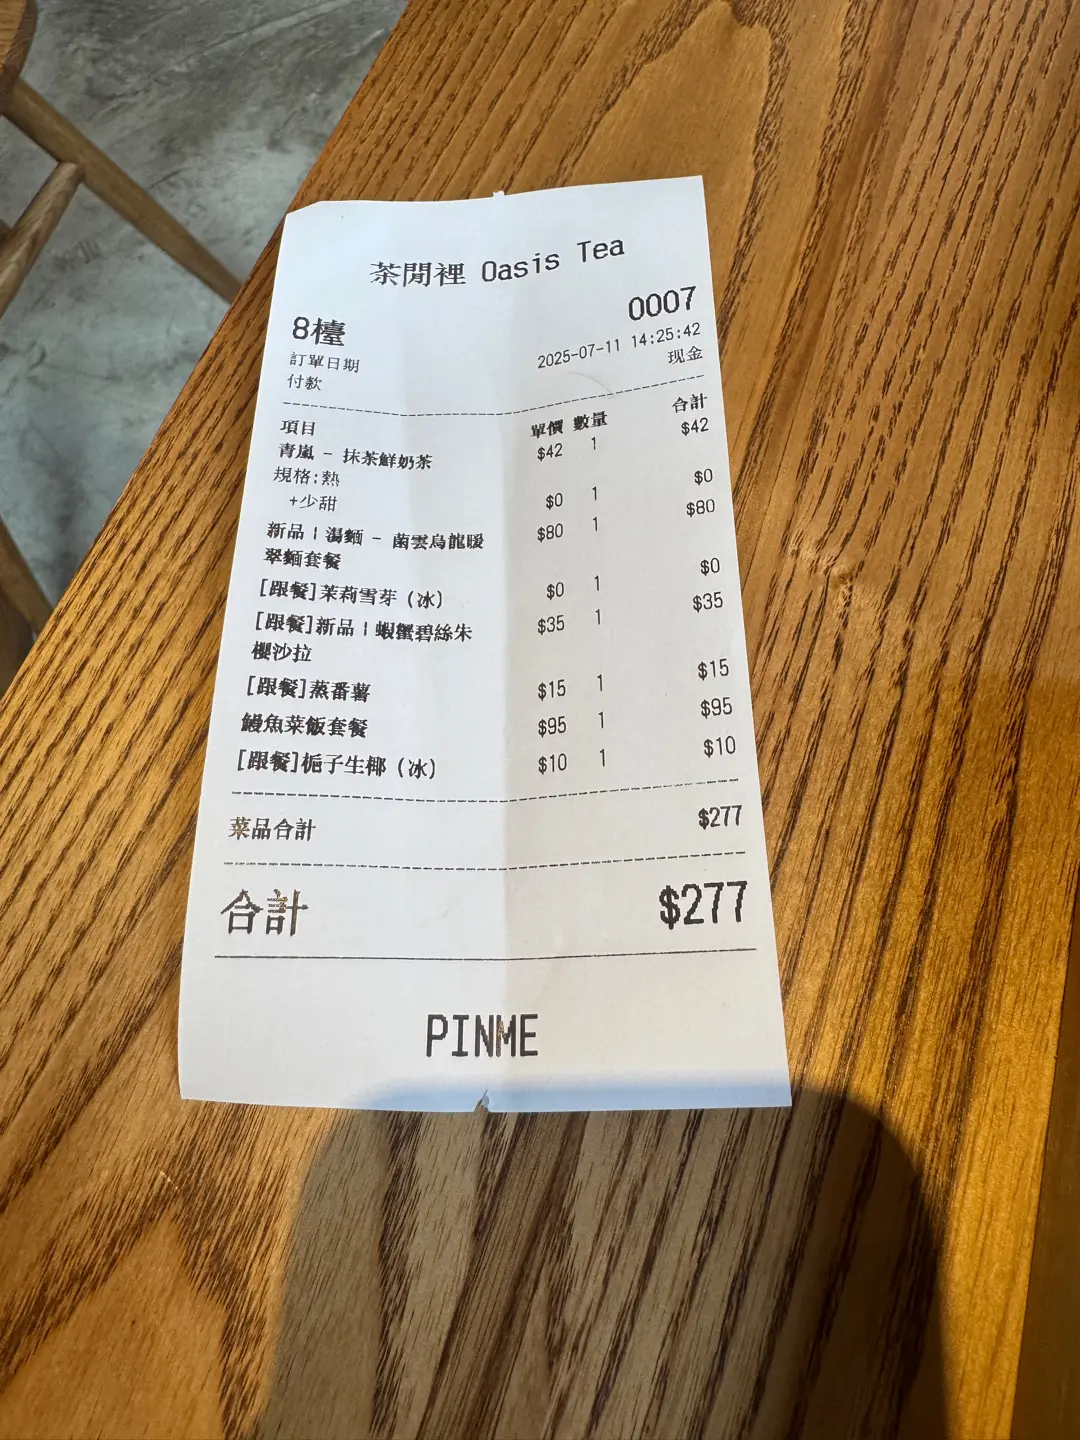 茶閒裡 Oasis Tea
8檯 0007
訂單日期 2025-07-11 14:25:42
付款 现金
項目 單價 數量 合計
青嵐 - 抹茶鮮奶茶 $42 1 $42
規格:熱
+少甜 $0 1 $0
新品 | 湯麵 - 菌雲烏龍暖 $80 1 $80
翠麵套餐
[跟餐]茉莉雪芽 (冰) $0 1 $0
[跟餐]新品 | 蝦蟹碧絲朱 $35 1 $35
櫻沙拉
[跟餐]蒸番薯 $15 1 $15
鰻魚菜飯套餐 $95 1 $95
[跟餐]梔子生椰 (冰) $10 1 $10
菜品合計 $277
合計 $277
PINME